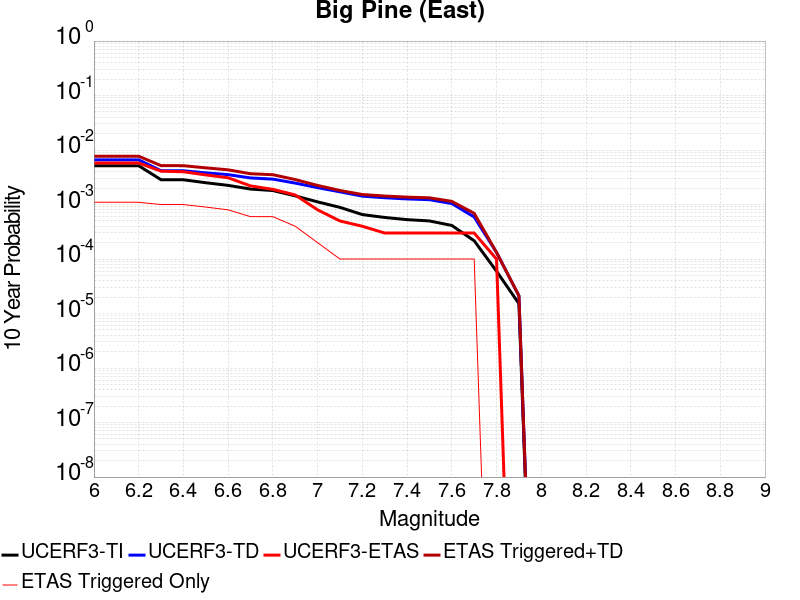 Big Pine (East)
10^0
10^-1
10^-2
10^-3
10^-4
10^-5
10^-6
10^-7
10^-8
10 Year Probability
6 6.2 6.4 6.6 6.8 7 7.2 7.4 7.6 7.8 8 8.2 8.4 8.6 8.8 9
Magnitude
UCERF3-TI UCERF3-TD UCERF3-ETAS ETAS Triggered+TD
ETAS Triggered Only